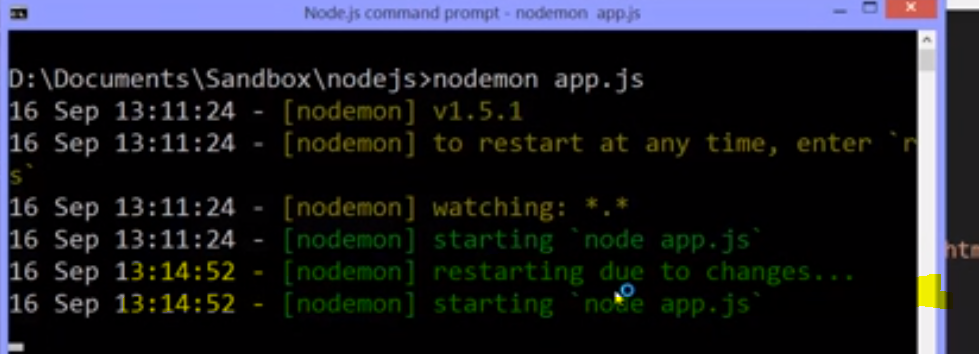 Node.js command prompt - nodemon app.js
D:\Documents\Sandbox\nodejs>nodemon app.js
16 Sep 13:11:24 - [nodemon] v1.5.1
16 Sep 13:11:24 - [nodemon] to restart at any time, enter `r
s`
16 Sep 13:11:24 - [nodemon] watching: *.*
16 Sep 13:11:24 - [nodemon] starting `node app.js`
16 Sep 13:14:52 - [nodemon] restarting due to changes...
16 Sep 13:14:52 - [nodemon] starting `node app.js`
htm